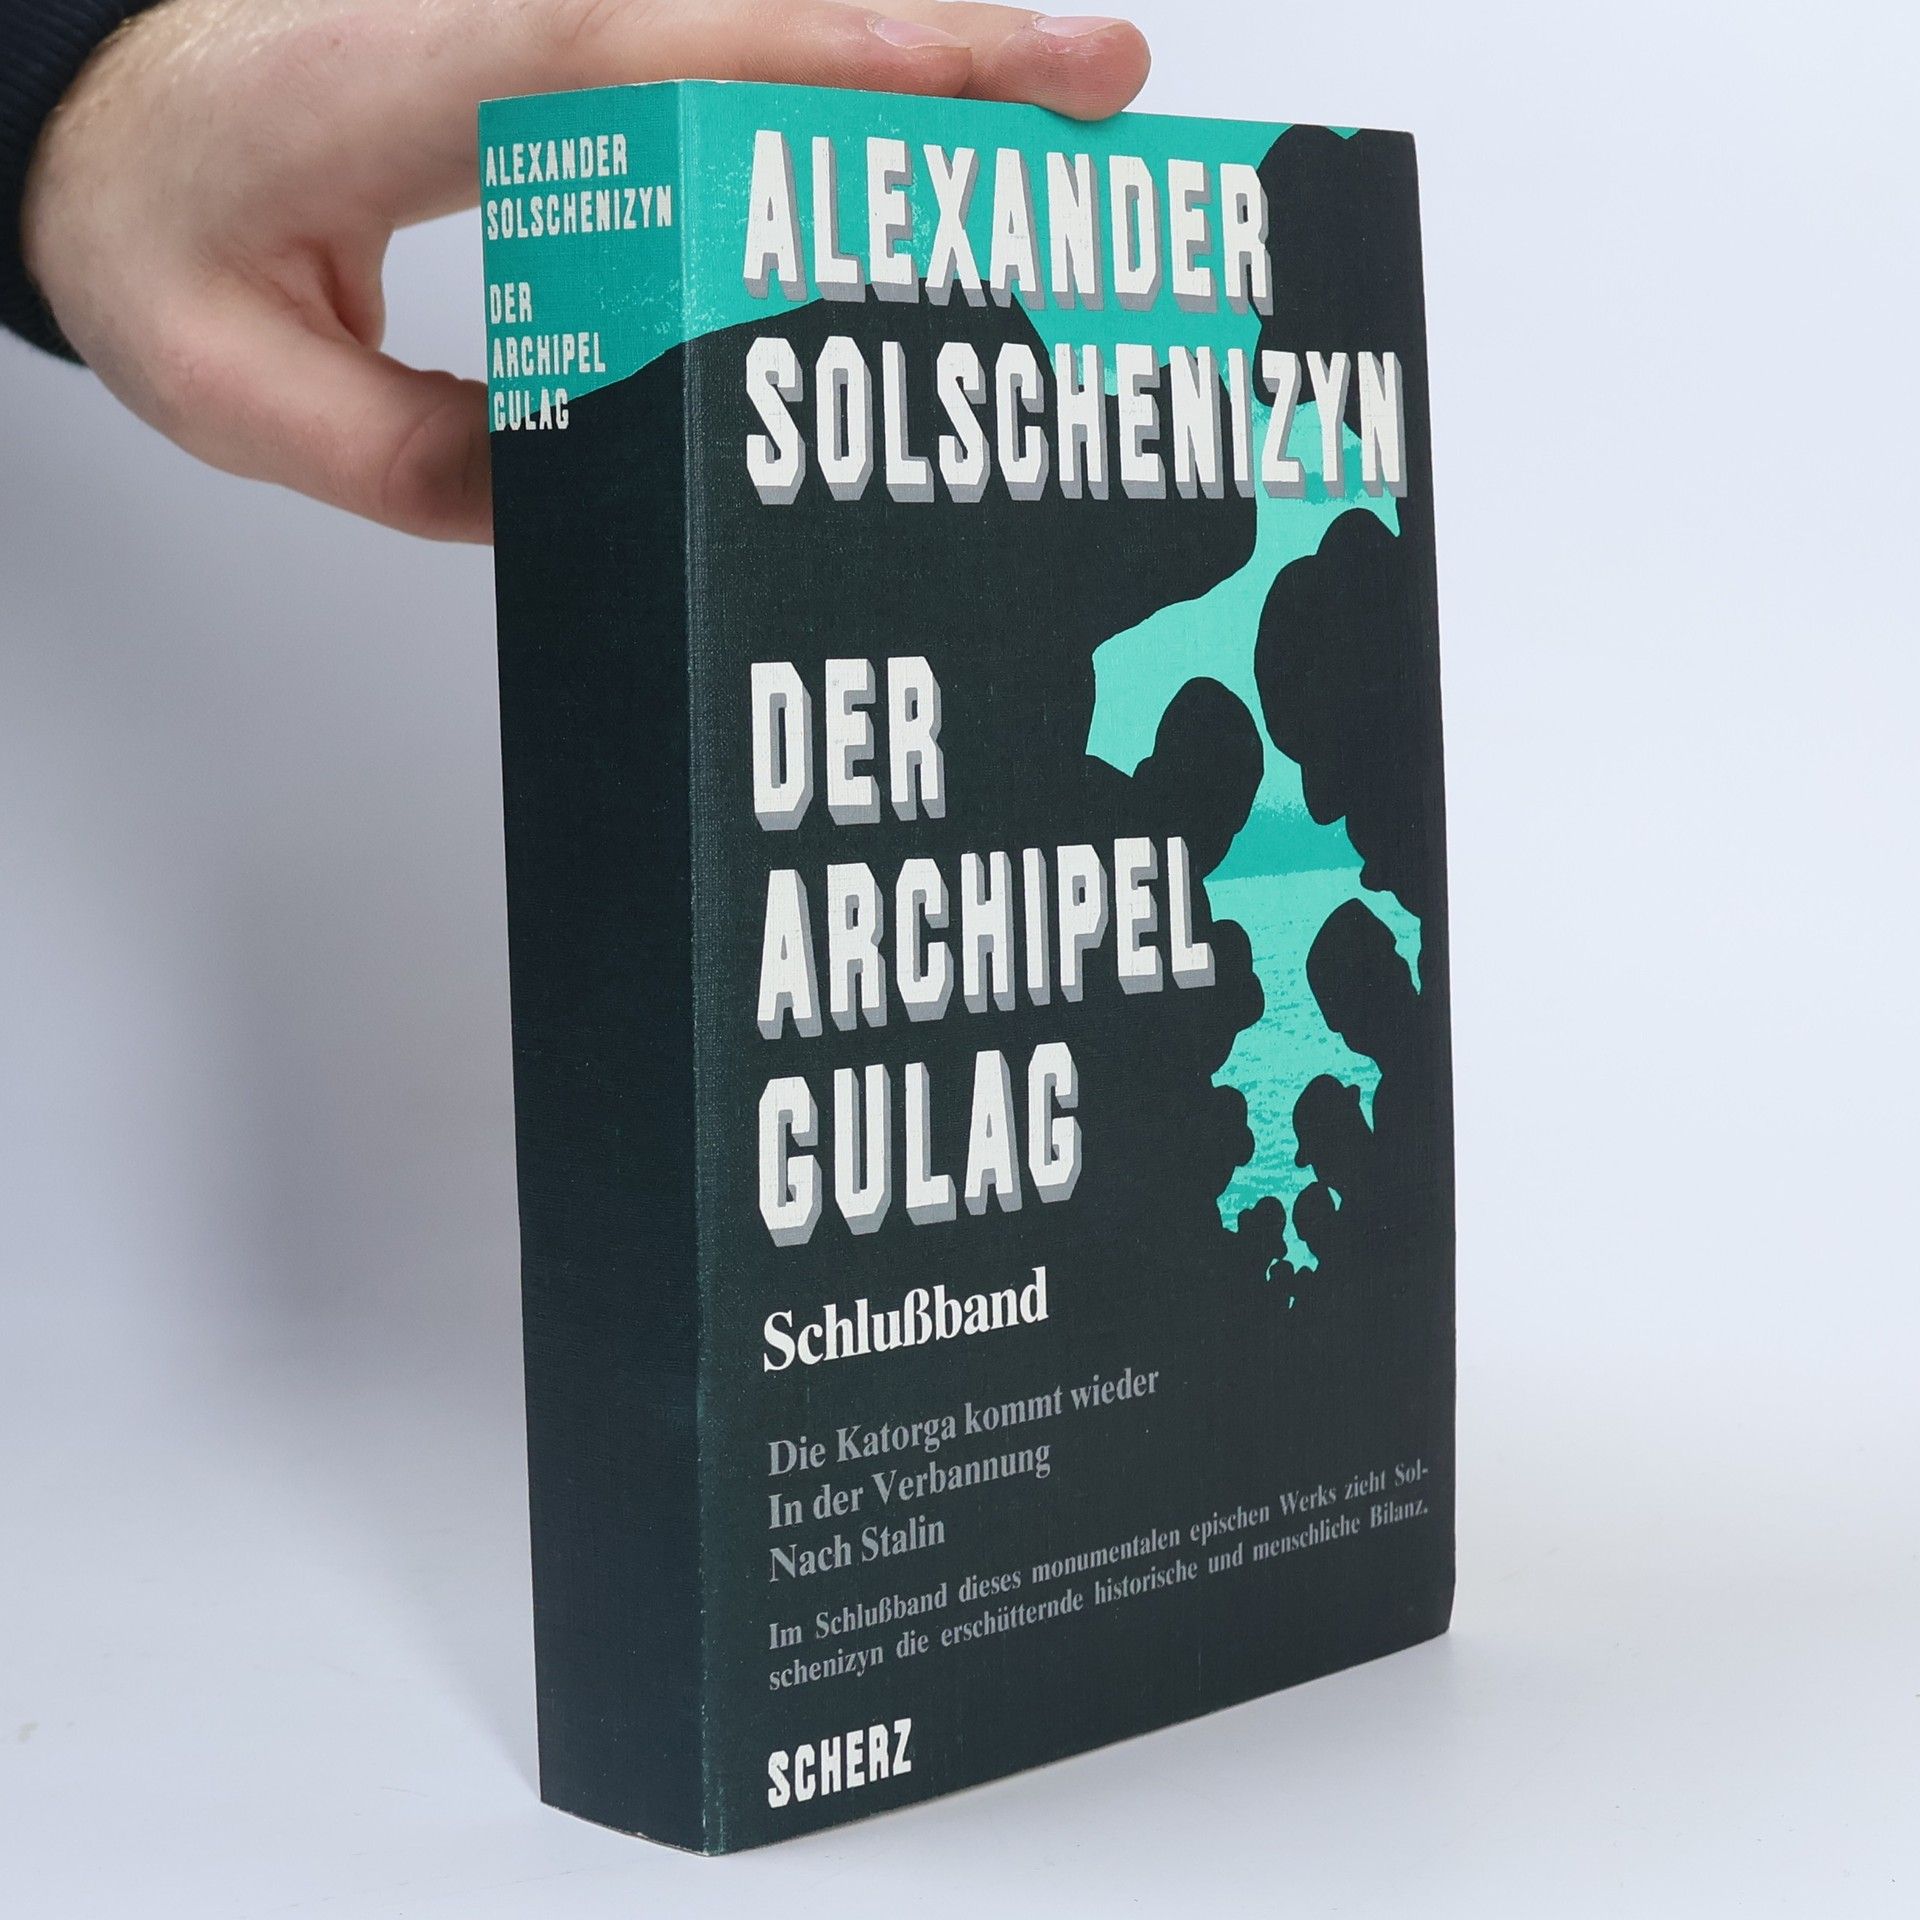 ALEXANDER
SOLSCHENIZYN
DER
ARCHIPEL
GULAG
ALEXANDER
SOLSCHENIZYN
DER
ARCHIPEL
GULAG
Schlußband
Die Katorga kommt wieder
In der Verbannung
Nach Stalin
Im Schlußband dieses monumentalen epischen Werks zieht Sol-
schenizyn die erschütternde historische und menschliche Bilanz.
SCHERZ